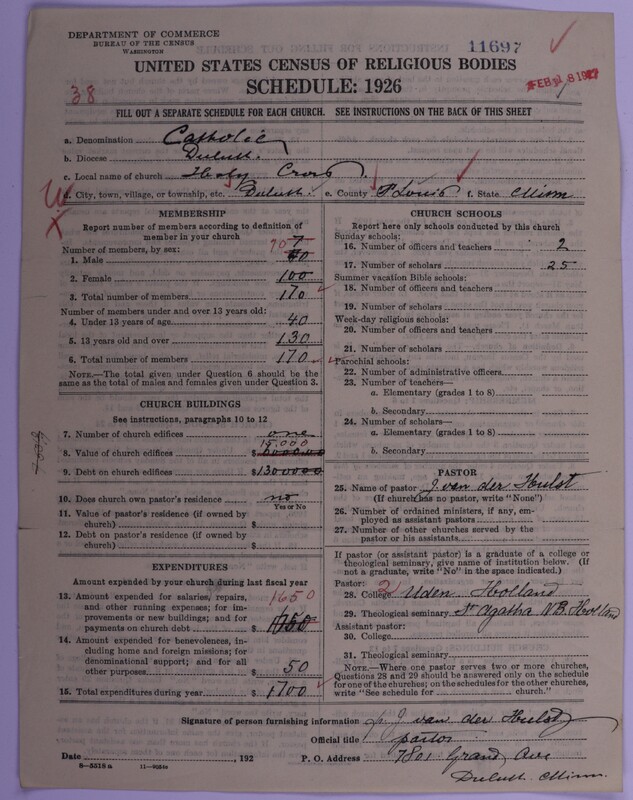 DEPARTMENT OF COMMERCE
BUREAU OF THE CENSUS
WASHINGTON
11697
UNITED STATES CENSUS OF RELIGIOUS BODIES
SCHEDULE: 1926
38
FEB 18 1927
FILL OUT A SEPARATE SCHEDULE FOR EACH CHURCH. SEE INSTRUCTIONS ON THE BACK OF THIS SHEET
a. Denomination Catholic
b. Diocese Duluth.
c. Local name of church Holy Cross.
d. City, town, village, or township, etc. Duluth. e. County St Louis f. State Minn
MEMBERSHIP
Report number of members according to definition of member in your church
Number of members, by sex:
1. Male 70
2. Female 100
3. Total number of members 170
Number of members under and over 13 years old:
4. Under 13 years of age 40
5. 13 years old and over 130
6. Total number of members 170
NOTE.—The total given under Question 6 should be the same as the total of males and females given under Question 3.
CHURCH BUILDINGS
See instructions, paragraphs 10 to 12
7. Number of church edifices one
15.000
8. Value of church edifices $
9. Debt on church edifices $130000
10. Does church own pastor's residence no
Yes or No
11. Value of pastor's residence (if owned by church) $
12. Debt on pastor's residence (if owned by church) $
EXPENDITURES
Amount expended by your church during last fiscal year
13. Amount expended for salaries, repairs, and other running expenses; for improvements or new buildings; and for payments on church debt $ 1650
14. Amount expended for benevolences, including home and foreign missions; for denominational support; and for all other purposes $ 50
15. Total expenditures during year $ 1700
CHURCH SCHOOLS
Report here only schools conducted by this church
Sunday schools:
16. Number of officers and teachers 2
17. Number of scholars 25
Summer vacation Bible schools:
18. Number of officers and teachers
19. Number of scholars
Week-day religious schools:
20. Number of officers and teachers
21. Number of scholars
Parochial schools:
22. Number of administrative officers
23. Number of teachers—
a. Elementary (grades 1 to 8)
b. Secondary
24. Number of scholars—
a. Elementary (grades 1 to 8)
b. Secondary
PASTOR
25. Name of pastor J van der Hulst
(If church has no pastor, write "None")
26. Number of ordained ministers, if any, employed as assistant pastors
27. Number of other churches served by the pastor or his assistants
If pastor (or assistant pastor) is a graduate of a college or theological seminary, give name of institution below. (If not a graduate, write "No" in the space indicated.)
Pastor:
28. College 2 Uden Holland
29. Theological seminary St Agatha N.B. Holland
Assistant pastor:
30. College
31. Theological seminary
NOTE.—Where one pastor serves two or more churches, Questions 28 and 29 should be answered only on the schedule for one of the churches; on the schedules for the other churches, write "See schedule for church."
Signature of person furnishing information J van der Hulst
Official title pastor
Date , 192 P. O. Address 7801 Grand Ave
Duluth Minn.
8—5518 a